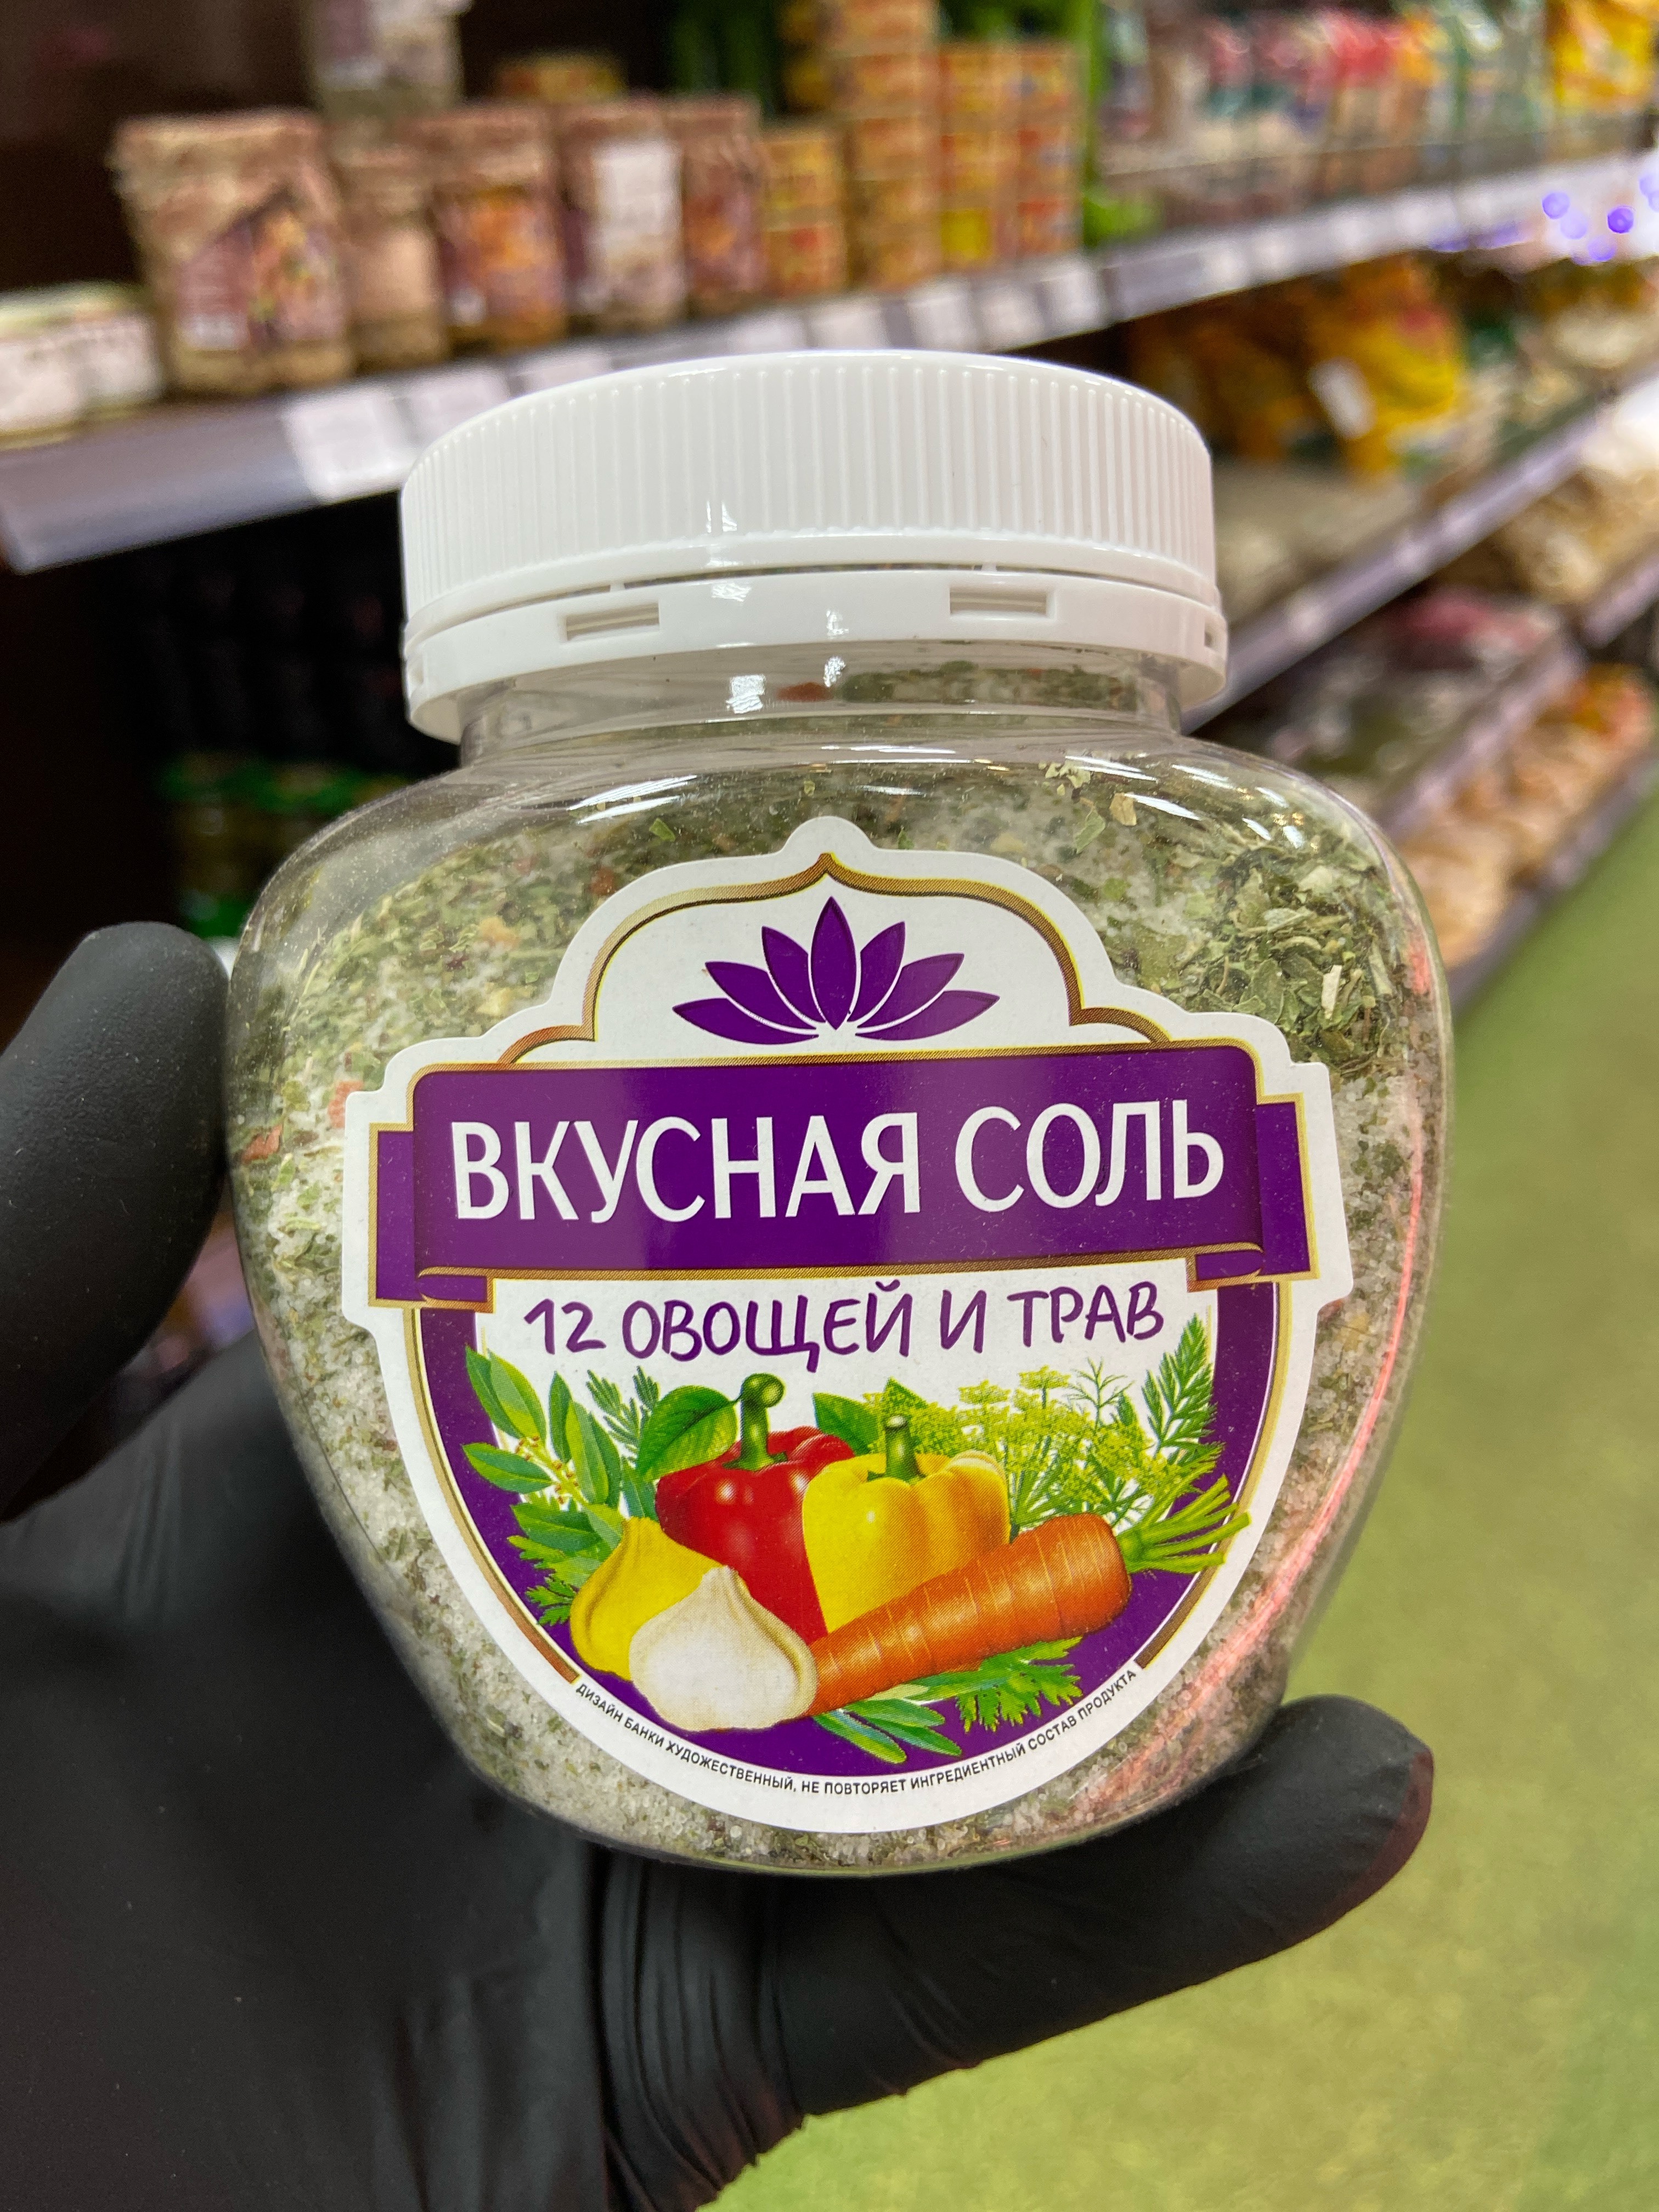 ВКУСНАЯ СОЛЬ
12 ОВОЩЕЙ И ТРАВ
ДИЗАЙН БАНКИ ХУДОЖЕСТВЕННЫЙ, НЕ ПОВТОРЯЕТ ИНГРЕДИЕНТНЫЙ СОСТАВ ПРОДУКТА